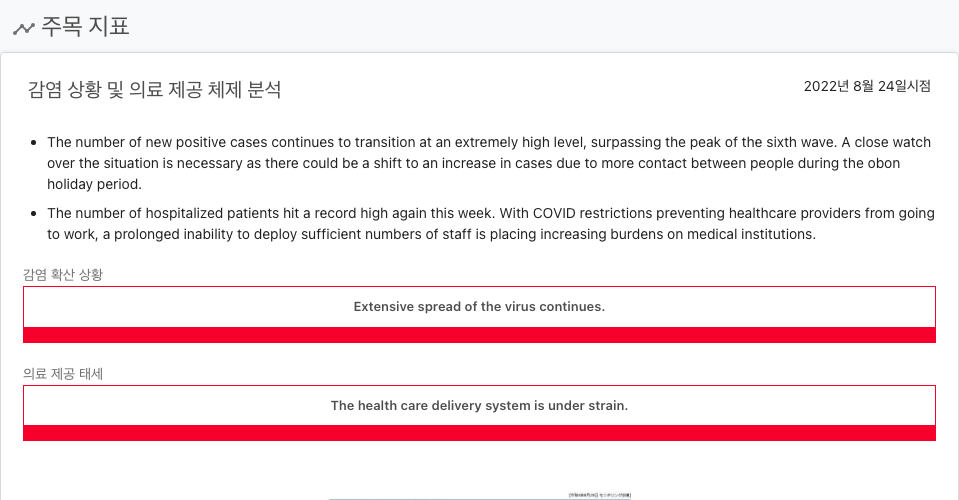 주목 지표
감염 상황 및 의료 제공 체제 분석
2022년 8월 24일시점
The number of new positive cases continues to transition at an extremely high level, surpassing the peak of the sixth wave. A close watch
over the situation is necessary as there could be a shift to an increase in cases due to more contact between people during the obon
holiday period.
The number of hospitalized patients hit a record high again this week. With COVID restrictions preventing healthcare providers from going
to work, a prolonged inability to deploy sufficient numbers of staff is placing increasing burdens on medical institutions.
감염 확산 상황
Extensive spread of the virus continues.
의료 제공 태세
The health care delivery system is under strain.